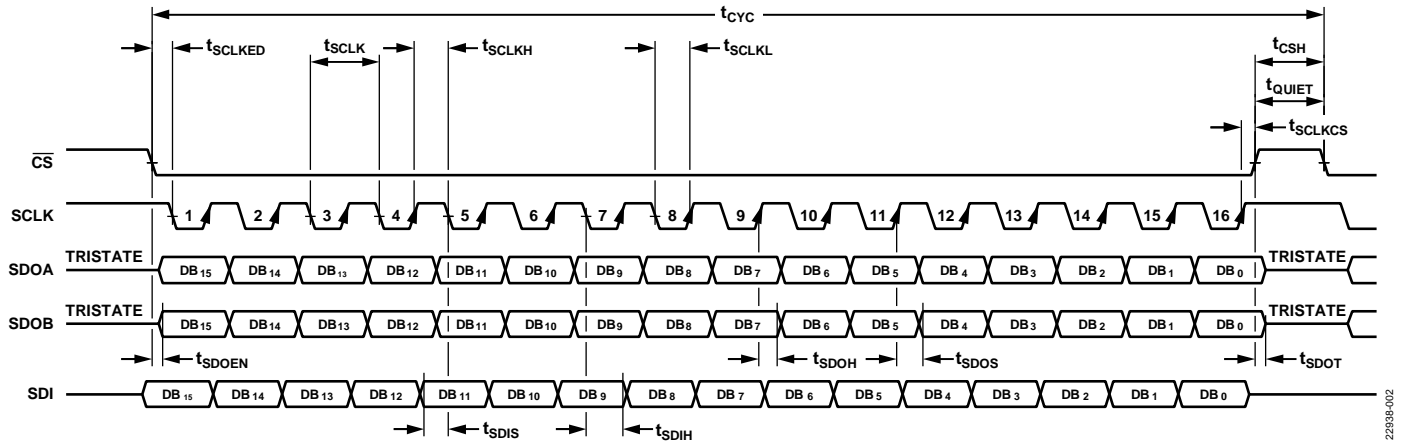 tCYC
tSCLKED tSCLK tSCLKH tSCLKL tCSH
tQUIET
tSCLKCS
CS
SCLK 1 2 3 4 5 6 7 8 9 10 11 12 13 14 15 16
SDOA TRISTATE DB15 DB14 DB13 DB12 DB11 DB10 DB9 DB8 DB7 DB6 DB5 DB4 DB3 DB2 DB1 DB0 TRISTATE
SDOB TRISTATE DB15 DB14 DB13 DB12 DB11 DB10 DB9 DB8 DB7 DB6 DB5 DB4 DB3 DB2 DB1 DB0 TRISTATE
tSDOEN tSDOH tSDOS tSDOT
SDI DB15 DB14 DB13 DB12 DB11 DB10 DB9 DB8 DB7 DB6 DB5 DB4 DB3 DB2 DB1 DB0
tSDIS tSDIH
22938-002